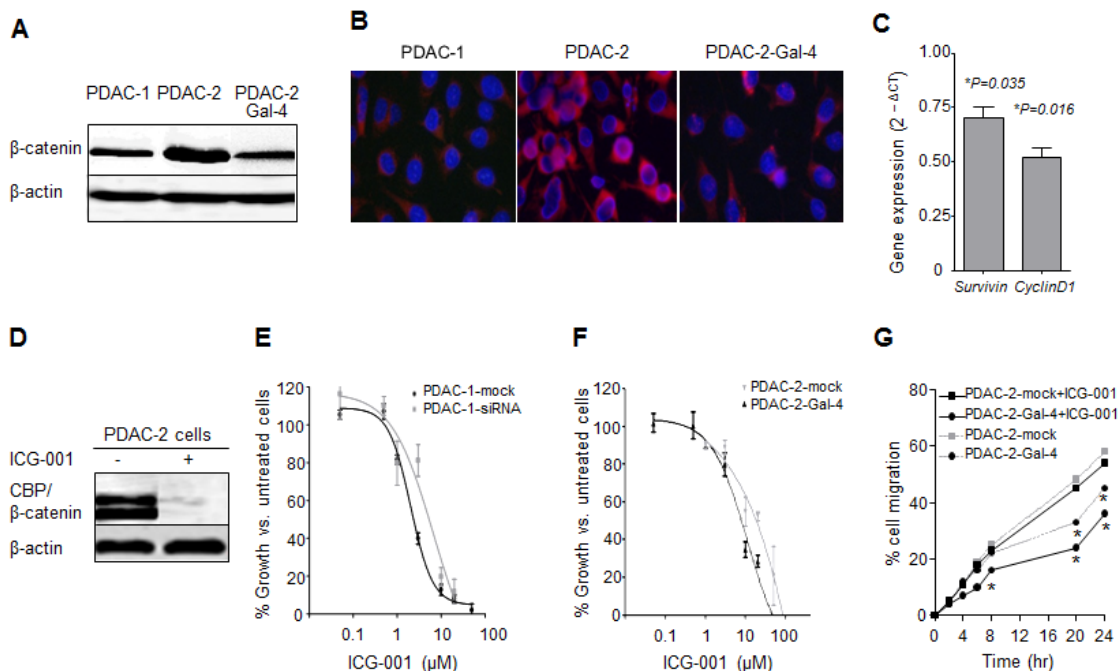 A
PDAC-1 PDAC-2 PDAC-2
Gal-4
β-catenin
β-actin
B
PDAC-1 PDAC-2 PDAC-2-Gal-4
C
Gene expression (2 – ΔCT)
1.00
0.75
0.50
0.25
0
*P=0.035
*P=0.016
Survivin CyclinD1
D
PDAC-2 cells
ICG-001 - +
CBP/
β-catenin
β-actin
E
% Growth vs. untreated cells
120
100
80
60
40
20
0
PDAC-1-mock
PDAC-1-siRNA
0.1 1 10 100
ICG-001 (μM)
F
% Growth vs. untreated cells
120
100
80
60
40
20
0
PDAC-2-mock
PDAC-2-Gal-4
0.1 1 10 100
ICG-001 (μM)
G
% cell migration
80
60
40
20
0
PDAC-2-mock+ICG-001
PDAC-2-Gal-4+ICG-001
PDAC-2-mock
PDAC-2-Gal-4
*
*
*
*
*
0 4 8 12 16 20 24
Time (hr)